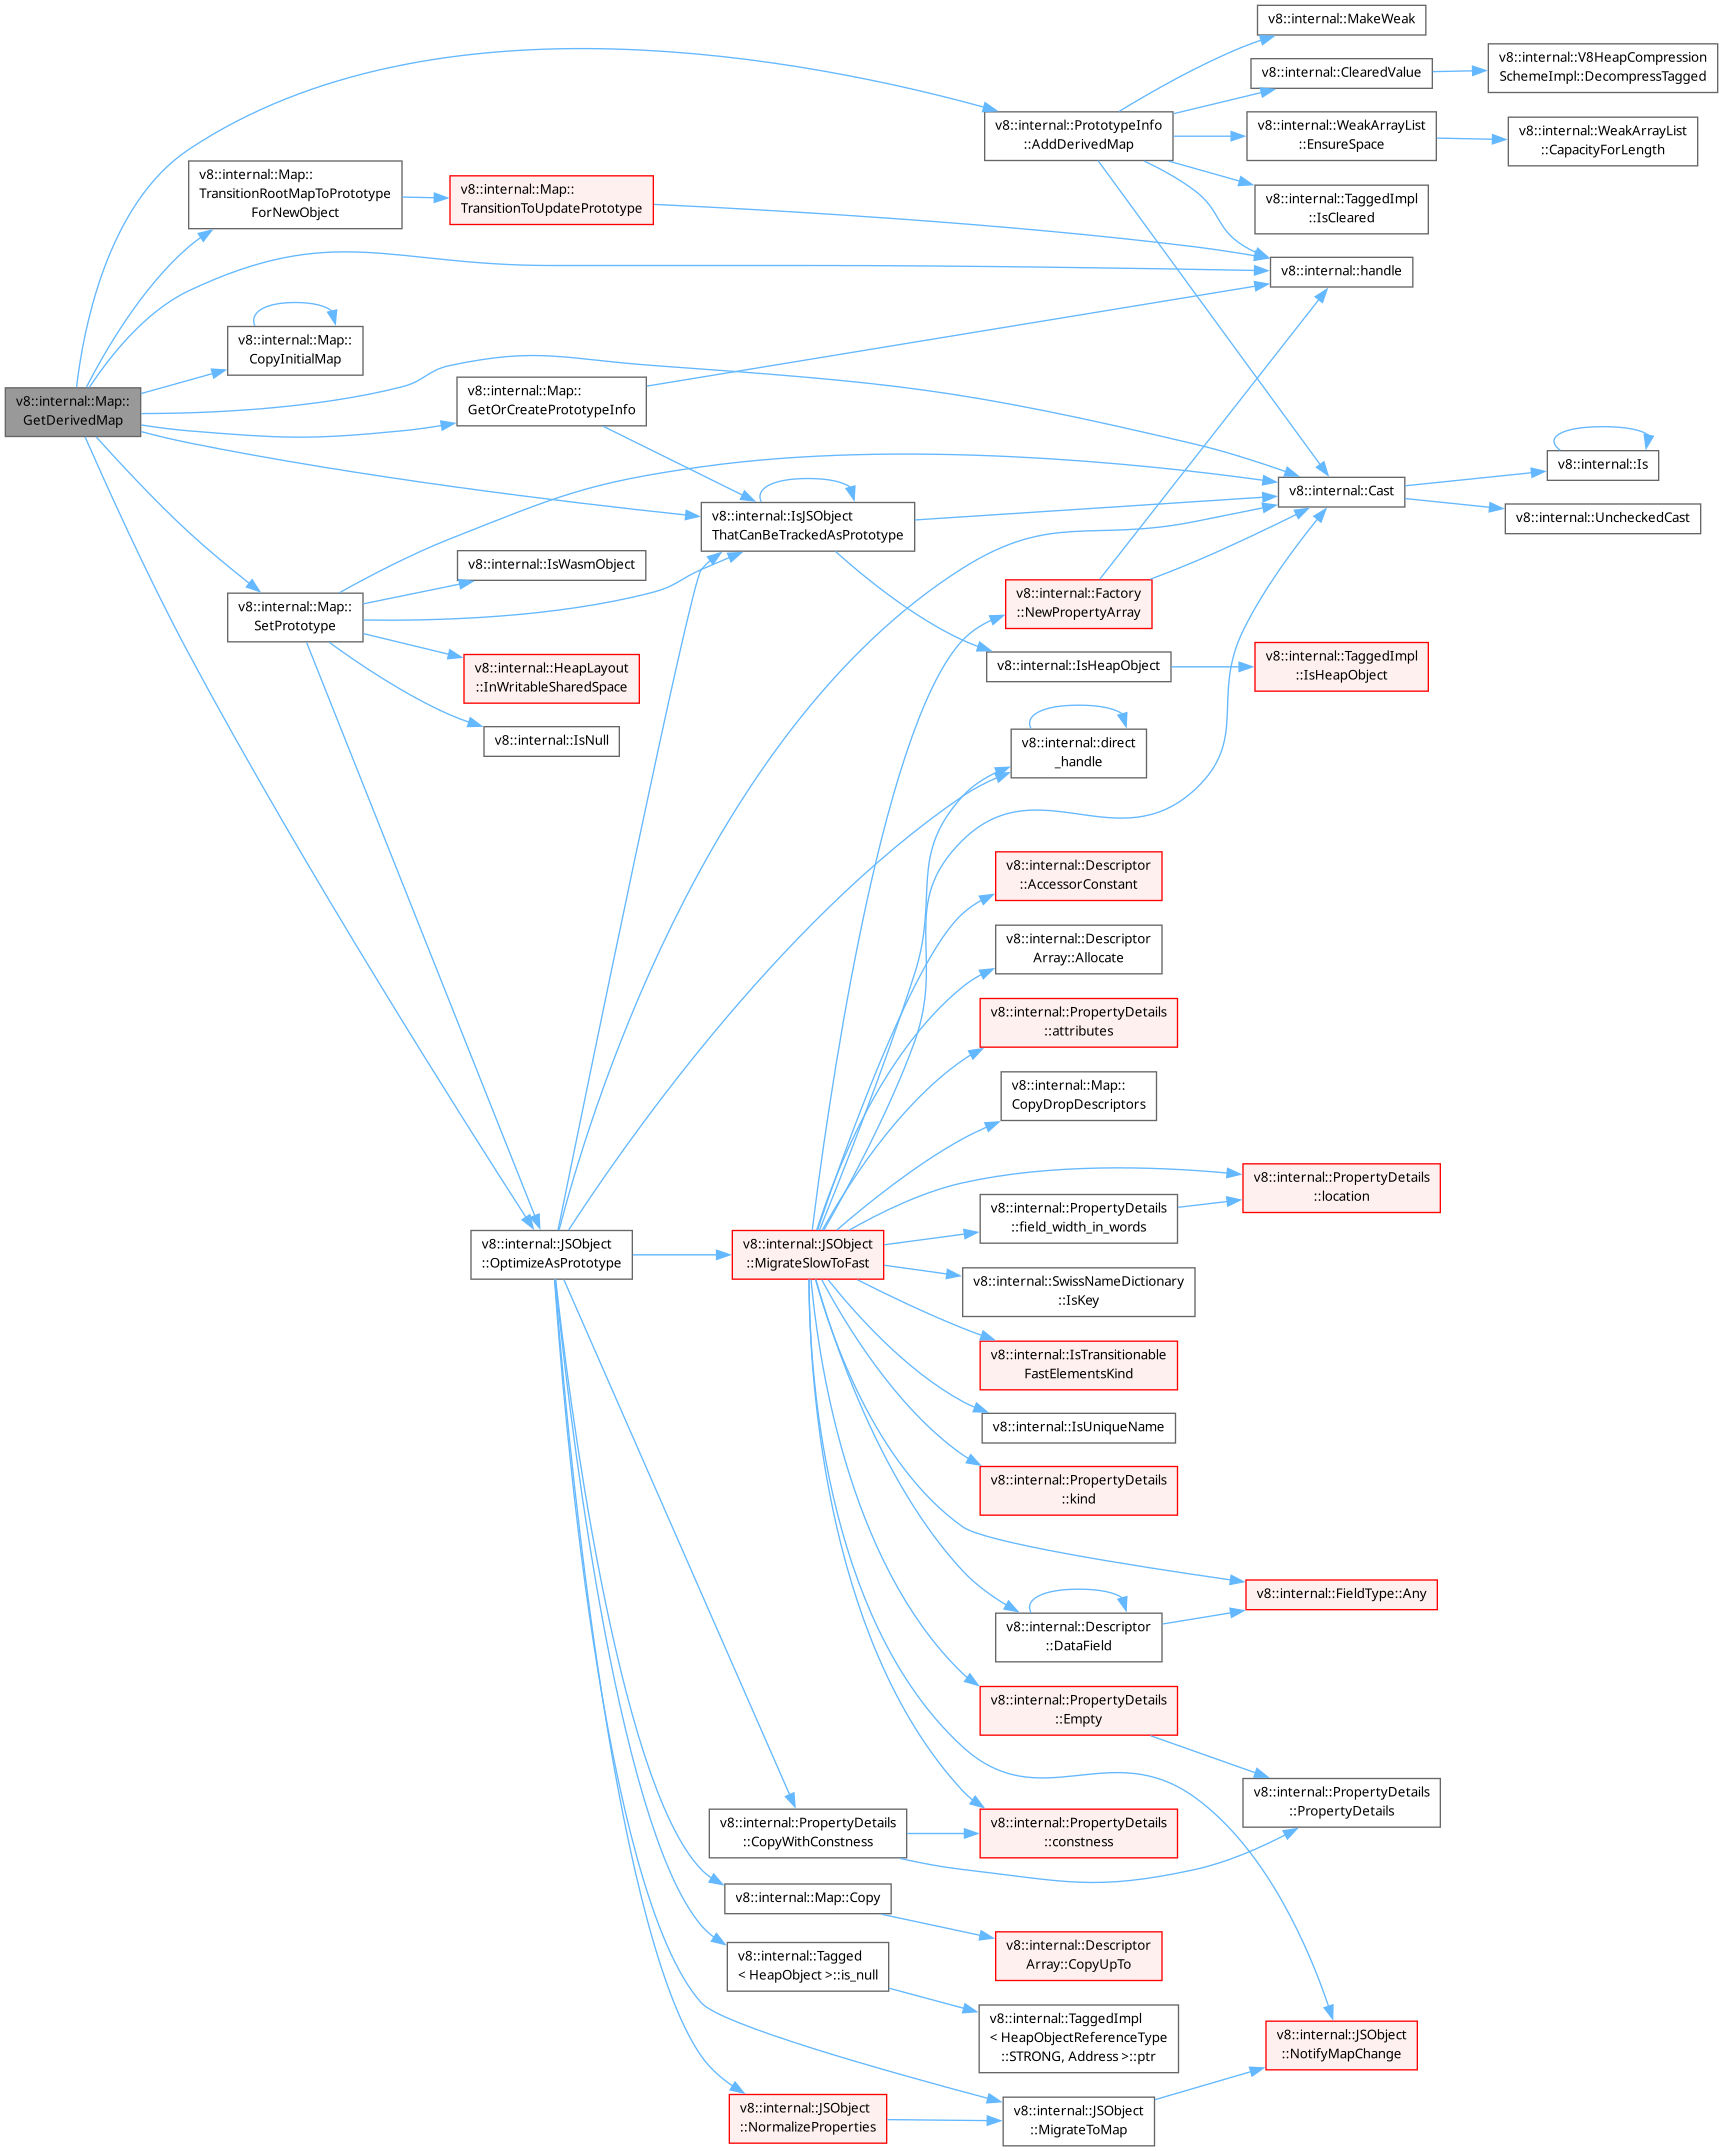 v8::internal::MakeWeak
v8::internal::ClearedValue
v8::internal::V8HeapCompression
SchemeImpl::DecompressTagged
v8::internal::PrototypeInfo
::AddDerivedMap
v8::internal::WeakArrayList
::EnsureSpace
v8::internal::WeakArrayList
::CapacityForLength
v8::internal::Map::
TransitionRootMapToPrototype
ForNewObject
v8::internal::Map::
TransitionToUpdatePrototype
v8::internal::TaggedImpl
::IsCleared
v8::internal::handle
v8::internal::Map::
CopyInitialMap
v8::internal::Map::
GetDerivedMap
v8::internal::Map::
GetOrCreatePrototypeInfo
v8::internal::Is
v8::internal::Cast
v8::internal::UncheckedCast
v8::internal::IsJSObject
ThatCanBeTrackedAsPrototype
v8::internal::IsWasmObject
v8::internal::Map::
SetPrototype
v8::internal::Factory
::NewPropertyArray
v8::internal::HeapLayout
::InWritableSharedSpace
v8::internal::IsHeapObject
v8::internal::TaggedImpl
::IsHeapObject
v8::internal::IsNull
v8::internal::direct
_handle
v8::internal::Descriptor
::AccessorConstant
v8::internal::Descriptor
Array::Allocate
v8::internal::PropertyDetails
::attributes
v8::internal::Map::
CopyDropDescriptors
v8::internal::PropertyDetails
::location
v8::internal::PropertyDetails
::field_width_in_words
v8::internal::JSObject
::OptimizeAsPrototype
v8::internal::JSObject
::MigrateSlowToFast
v8::internal::SwissNameDictionary
::IsKey
v8::internal::IsTransitionable
FastElementsKind
v8::internal::IsUniqueName
v8::internal::PropertyDetails
::kind
v8::internal::FieldType::Any
v8::internal::Descriptor
::DataField
v8::internal::PropertyDetails
::Empty
v8::internal::PropertyDetails
::PropertyDetails
v8::internal::PropertyDetails
::CopyWithConstness
v8::internal::PropertyDetails
::constness
v8::internal::Map::Copy
v8::internal::Descriptor
Array::CopyUpTo
v8::internal::Tagged
< HeapObject >::is_null
v8::internal::TaggedImpl
< HeapObjectReferenceType
::STRONG, Address >::ptr
v8::internal::JSObject
::NotifyMapChange
v8::internal::JSObject
::NormalizeProperties
v8::internal::JSObject
::MigrateToMap